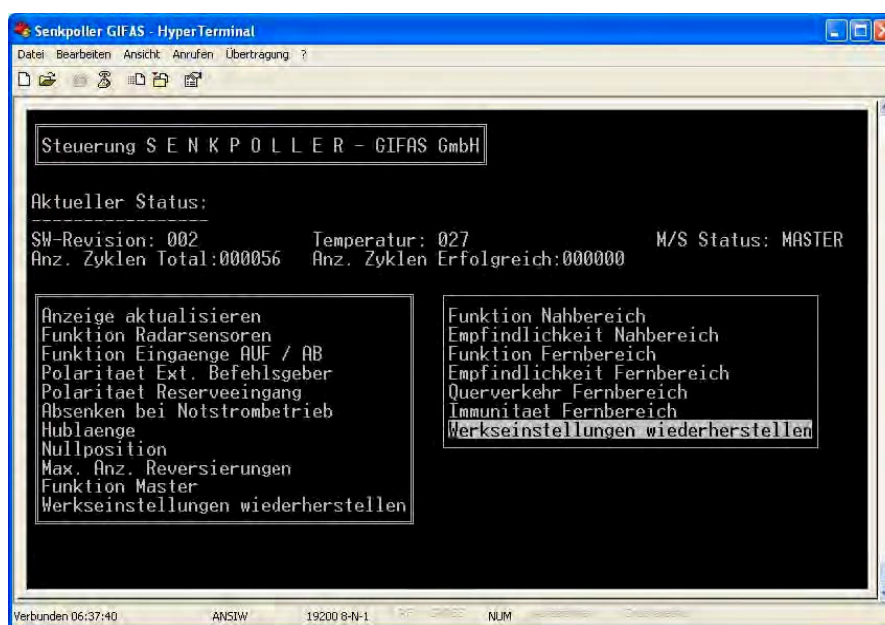 Senkpoller GIFAS - HyperTerminal
Datei Bearbeiten Ansicht Anrufen Übertragung ?
Steuerung S E N K P O L L E R - GIFAS GmbH
Aktueller Status:
-----------------
SW-Revision: 002 Temperatur: 027 M/S Status: MASTER
Anz. Zyklen Total:000056 Anz. Zyklen Erfolgreich:000000
Anzeige aktualisieren
Funktion Radarsensoren
Funktion Eingaenge AUF / AB
Polaritaet Ext. Befehlsgeber
Polaritaet Reserveeingang
Absenken bei Notstrombetrieb
Hublaenge
Nullposition
Max. Anz. Reversierungen
Funktion Master
Werkseinstellungen wiederherstellen
Funktion Nahbereich
Empfindlichkeit Nahbereich
Funktion Fernbereich
Empfindlichkeit Fernbereich
Querverkehr Fernbereich
Immunitaet Fernbereich
Werkseinstellungen wiederherstellen
Verbunden 06:37:40 ANSIW 19200 8-N-1 NUM